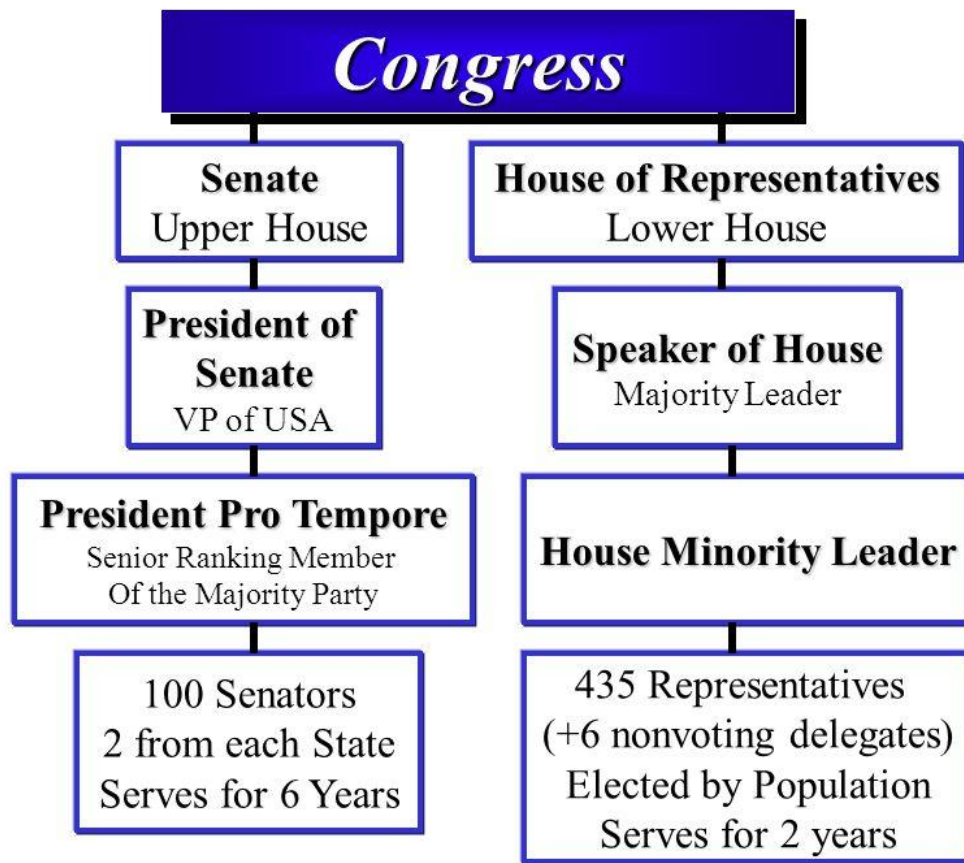 Congress
Senate
Upper House
President of
Senate
VP of USA
President Pro Tempore
Senior Ranking Member
Of the Majority Party
100 Senators
2 from each State
Serves for 6 Years
House of Representatives
Lower House
Speaker of House
Majority Leader
House Minority Leader
435 Representatives
(+6 nonvoting delegates)
Elected by Population
Serves for 2 years